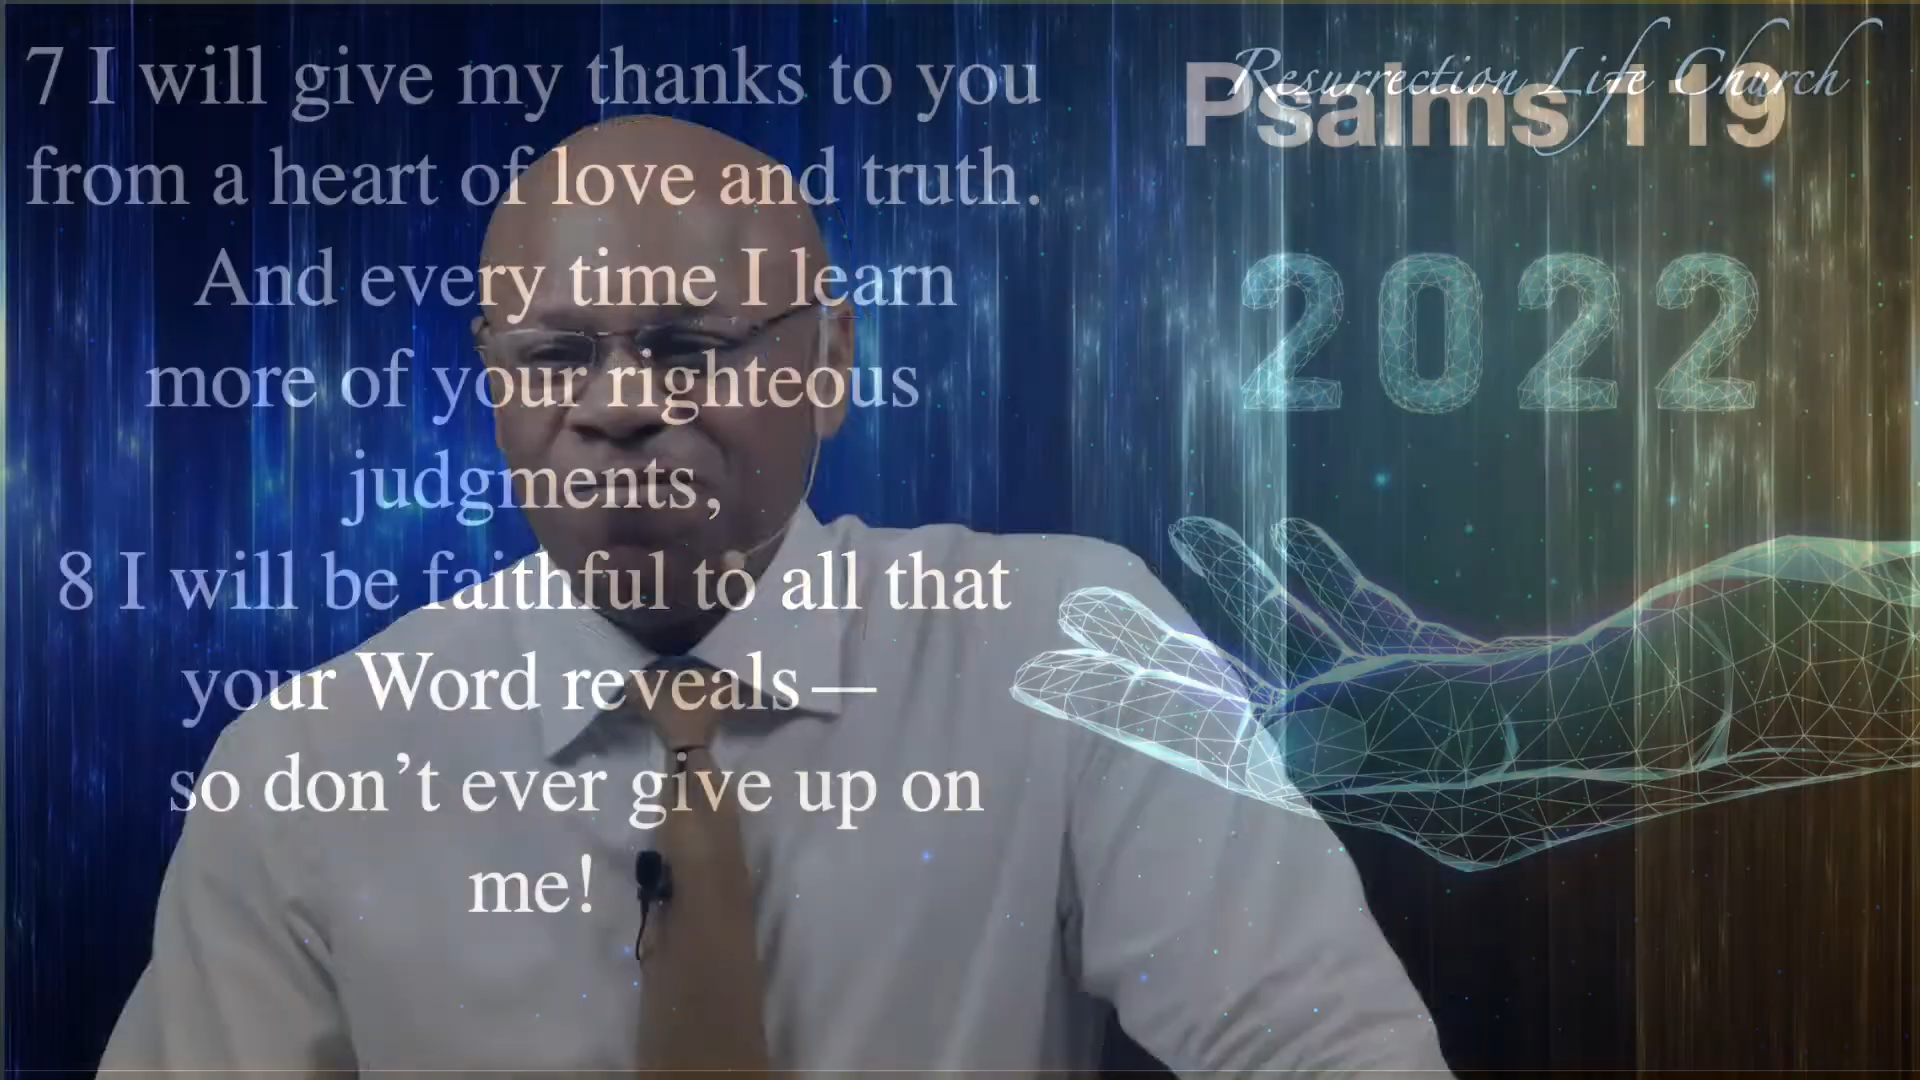 7 I will give my thanks to you
from a heart of love and truth.
And every time I learn
more of your righteous
judgments,
8 I will be faithful to all that
your Word reveals—
so don’t ever give up on
me!
Resurrection Life Church
Psalms 119
2022